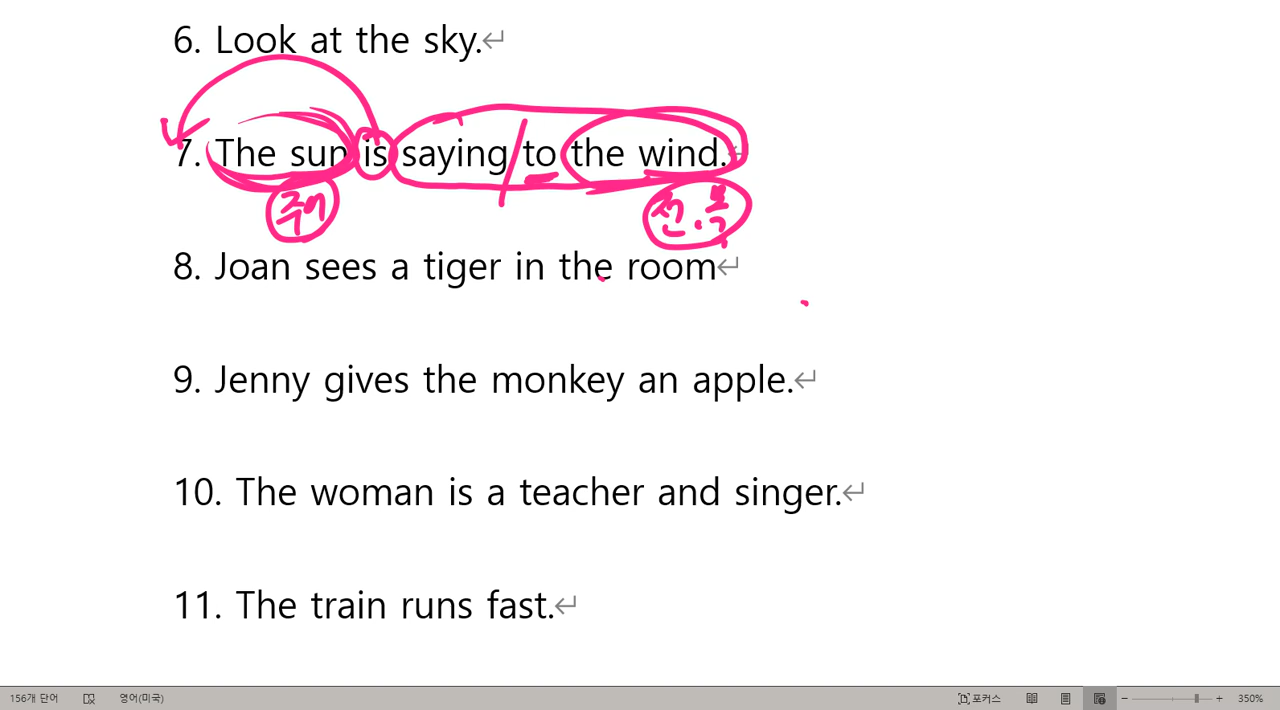 6. Look at the sky.
7. The sun is saying to the wind.
주어
전.목
8. Joan sees a tiger in the room
9. Jenny gives the monkey an apple.
10. The woman is a teacher and singer.
11. The train runs fast.
156개 단어 영어(미국) 포커스 350%